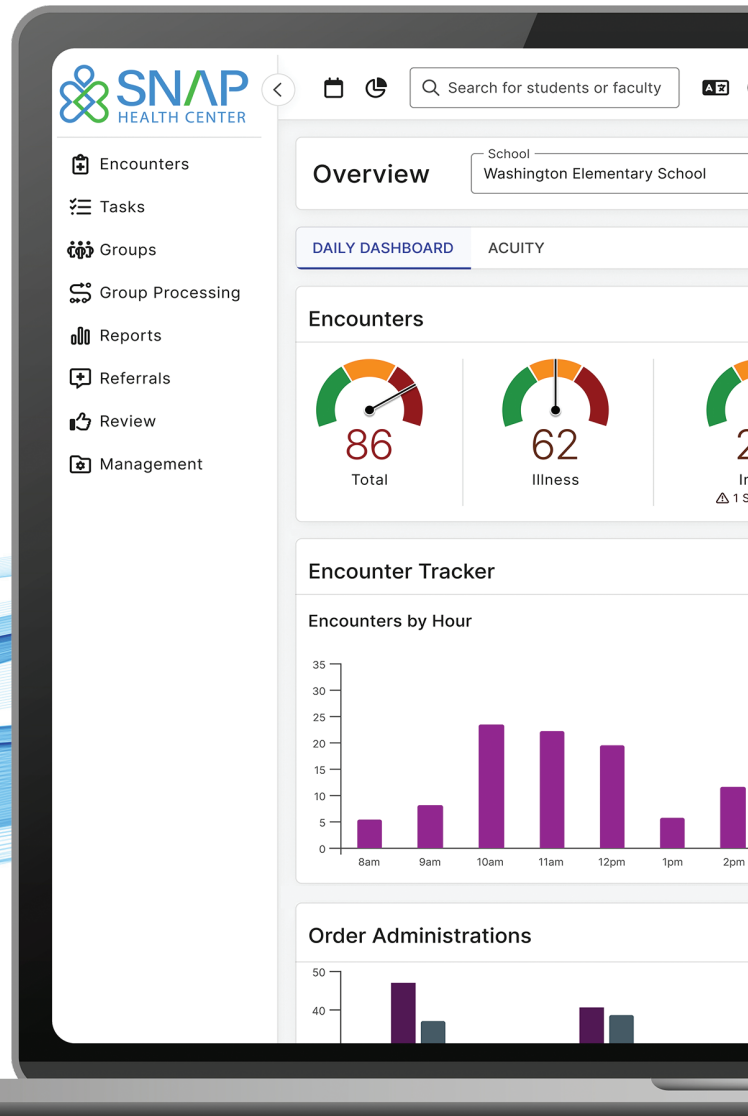 SNAP
HEALTH CENTER
Search for students or faculty
Encounters
Tasks
Groups
Group Processing
Reports
Referrals
Review
Management
Overview
School
Washington Elementary School
DAILY DASHBOARD
ACUITY
Encounters
86
Total
62
Illness
2
1
Encounter Tracker
Encounters by Hour
35
30
25
20
15
10
5
0
8am 9am 10am 11am 12pm 1pm 2pm
Order Administrations
50
40